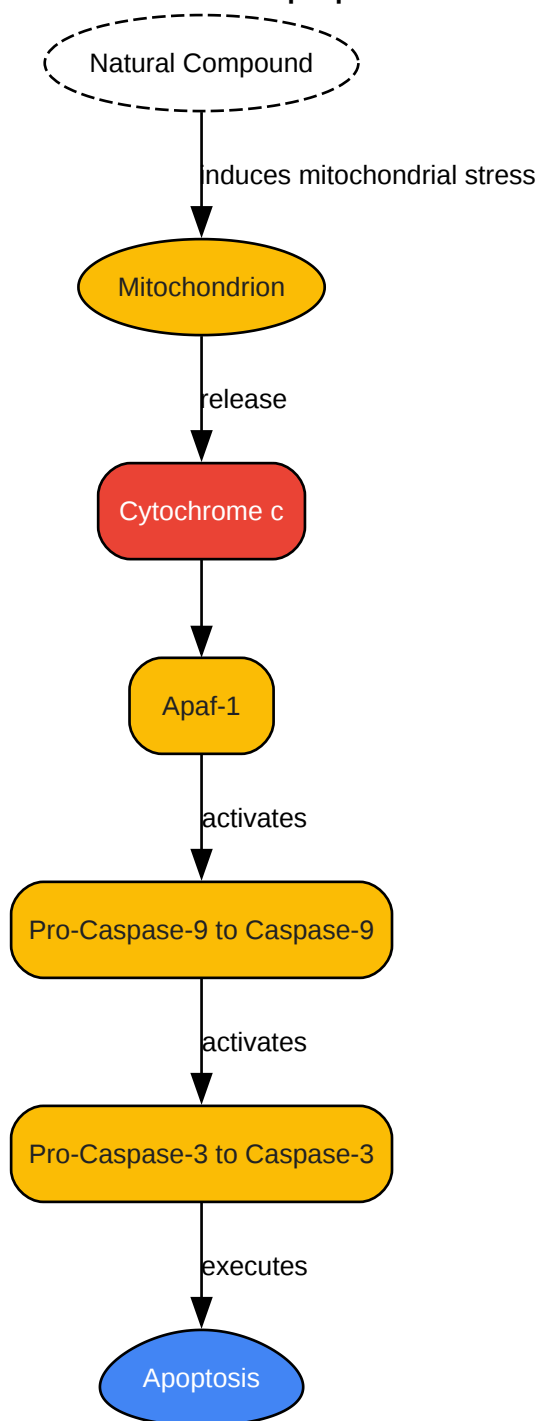 Natural Compound
induces mitochondrial stress
Mitochondrion
release
Cytochrome c
Apaf-1
activates
Pro-Caspase-9 to Caspase-9
activates
Pro-Caspase-3 to Caspase-3
executes
Apoptosis